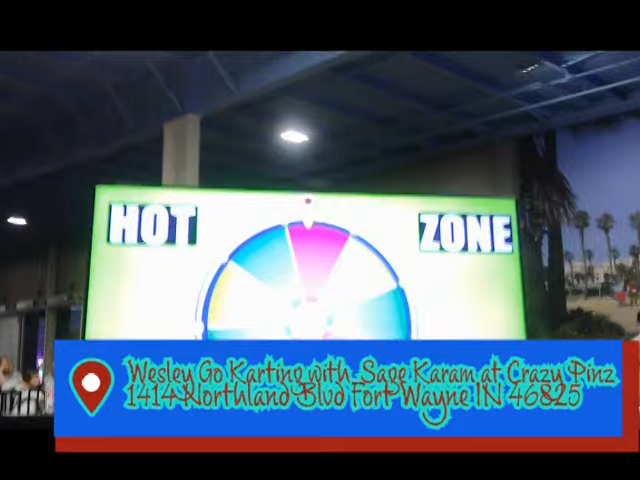 HOT ZONE
Wesley Go Karting with Sage Karam at Crazy Pinz
1414 Northland Blvd Fort Wayne IN 46825